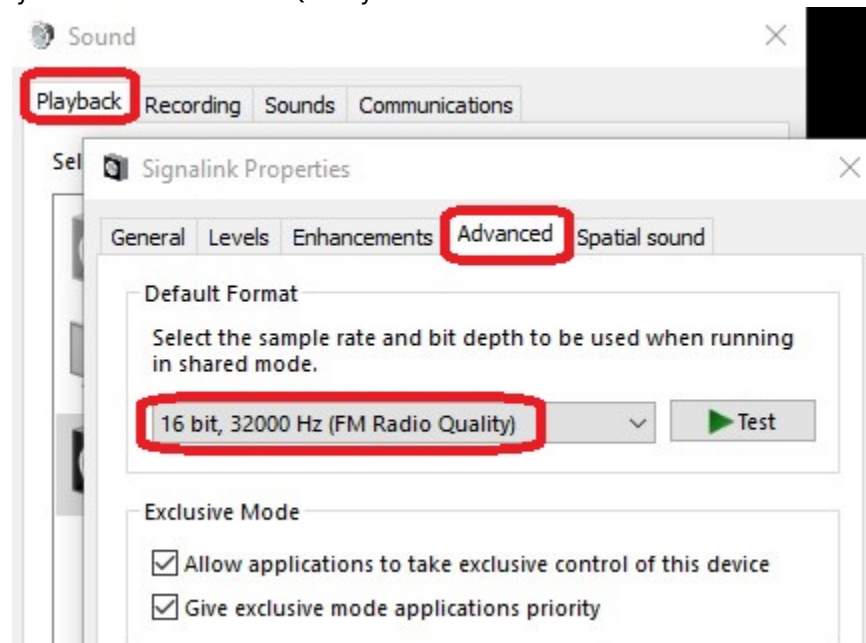 Sound
Playback Recording Sounds Communications
Signalink Properties
General Levels Enhancements Advanced Spatial sound
Default Format
Select the sample rate and bit depth to be used when running
in shared mode.
16 bit, 32000 Hz (FM Radio Quality)
Test
Exclusive Mode
Allow applications to take exclusive control of this device
Give exclusive mode applications priority